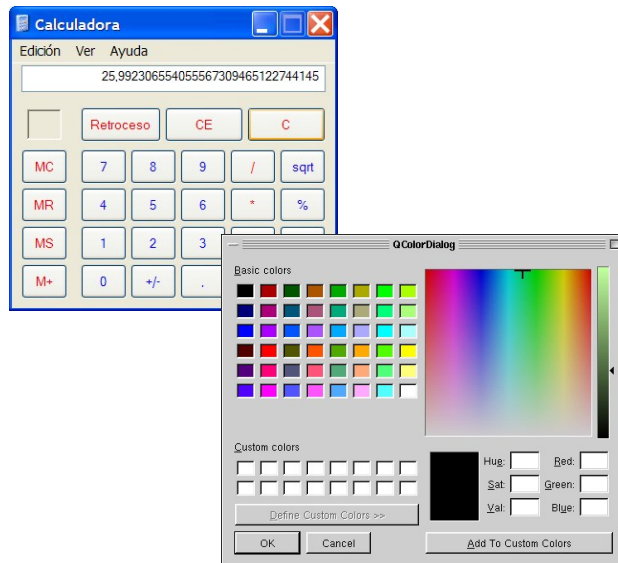 Calculadora
Edición Ver Ayuda
25,992306554055567309465122744145
Retroceso CE C
MC 7 8 9 / sqrt
MR 4 5 6 * %
MS 1 2 3
M+ 0 +/- .
QColorDialog
Basic colors
Custom colors
Define Custom Colors >>
OK Cancel
Hue: Red:
Sat: Green:
Val: Blue:
Add To Custom Colors